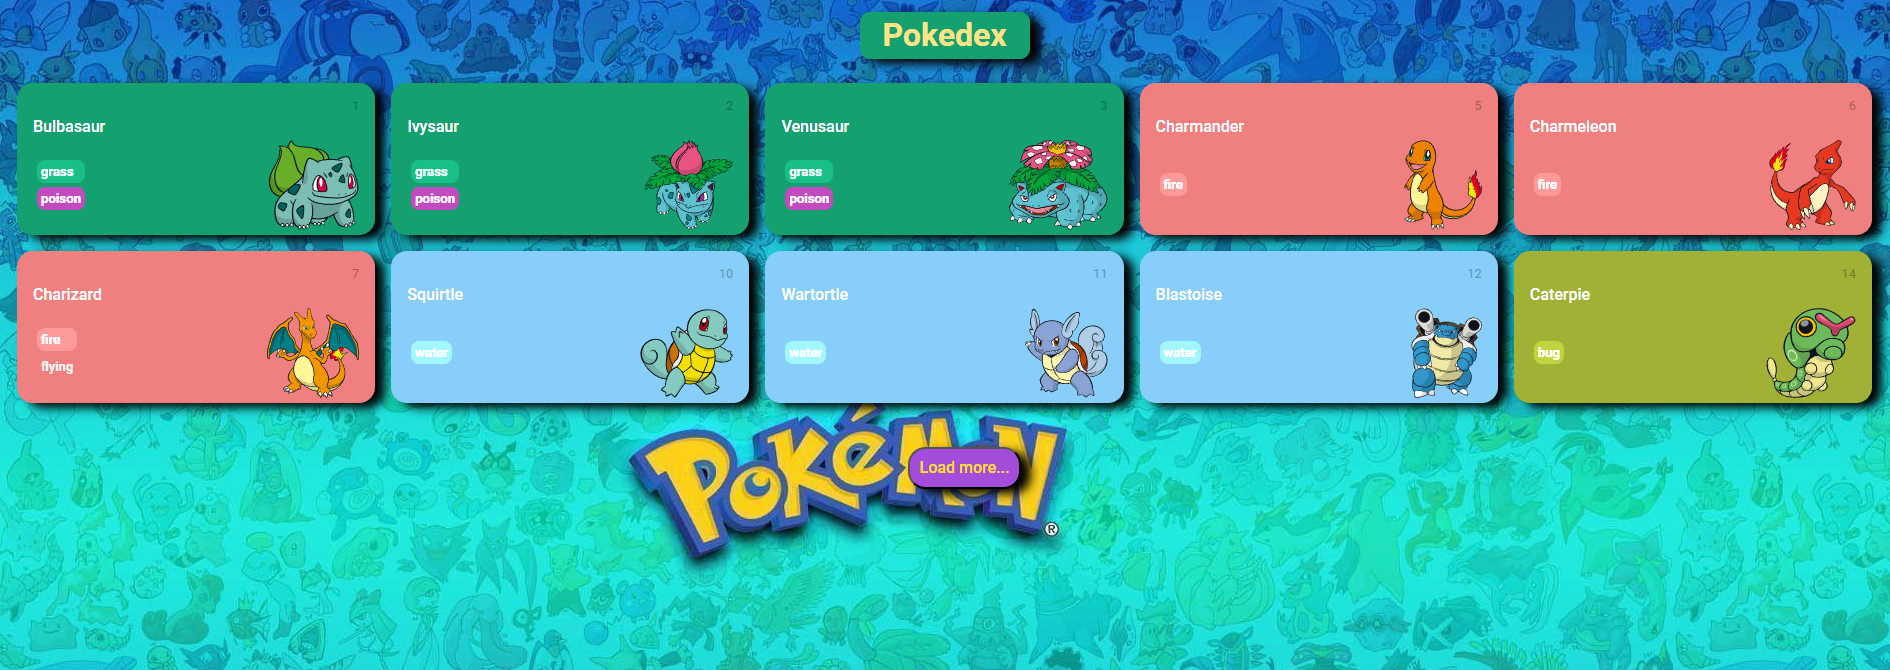 Pokedex
1
Bulbasaur
grass
poison
2
Ivysaur
grass
poison
3
Venusaur
grass
poison
5
Charmander
fire
6
Charmeleon
fire
7
Charizard
fire
flying
10
Squirtle
water
11
Wartortle
water
12
Blastoise
water
14
Caterpie
bug
Pokémon ®
Load more...